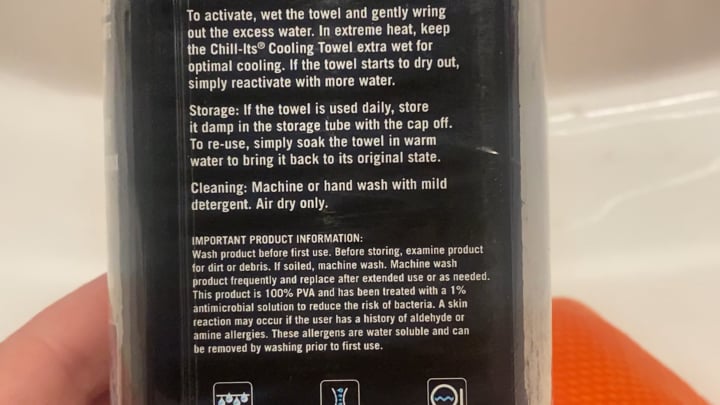 To activate, wet the towel and gently wring
out the excess water. In extreme heat, keep
the Chill-Its® Cooling Towel extra wet for
optimal cooling. If the towel starts to dry out,
simply reactivate with more water.
Storage: If the towel is used daily, store
it damp in the storage tube with the cap off.
To re-use, simply soak the towel in warm
water to bring it back to its original state.
Cleaning: Machine or hand wash with mild
detergent. Air dry only.
IMPORTANT PRODUCT INFORMATION:
Wash product before first use. Before storing, examine product
for dirt or debris. If soiled, machine wash. Machine wash
product frequently and replace after extended use or as needed.
This product is 100% PVA and has been treated with a 1%
antimicrobial solution to reduce the risk of bacteria. A skin
reaction may occur if the user has a history of aldehyde or
amine allergies. These allergens are water soluble and can
be removed by washing prior to first use.